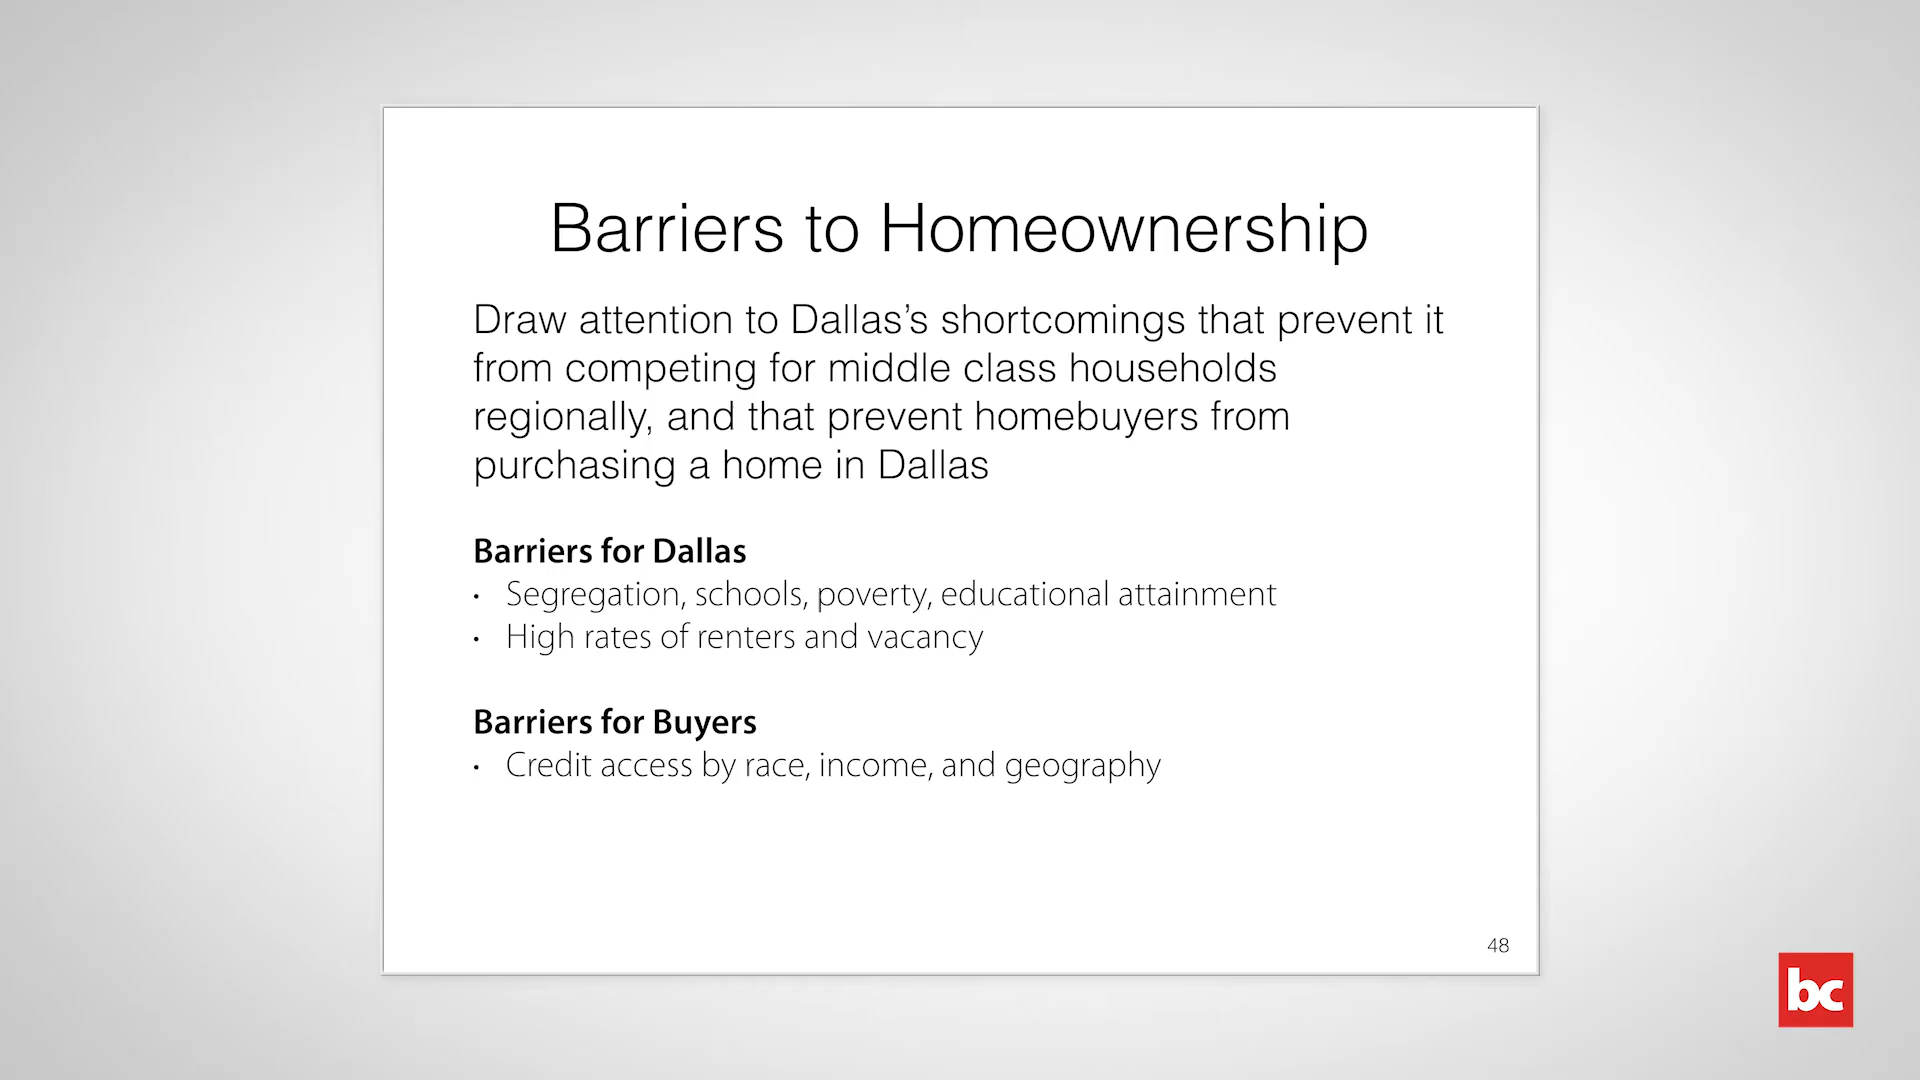 Barriers to Homeownership
Draw attention to Dallas’s shortcomings that prevent it
from competing for middle class households
regionally, and that prevent homebuyers from
purchasing a home in Dallas
Barriers for Dallas
· Segregation, schools, poverty, educational attainment
· High rates of renters and vacancy
Barriers for Buyers
· Credit access by race, income, and geography
48
bc